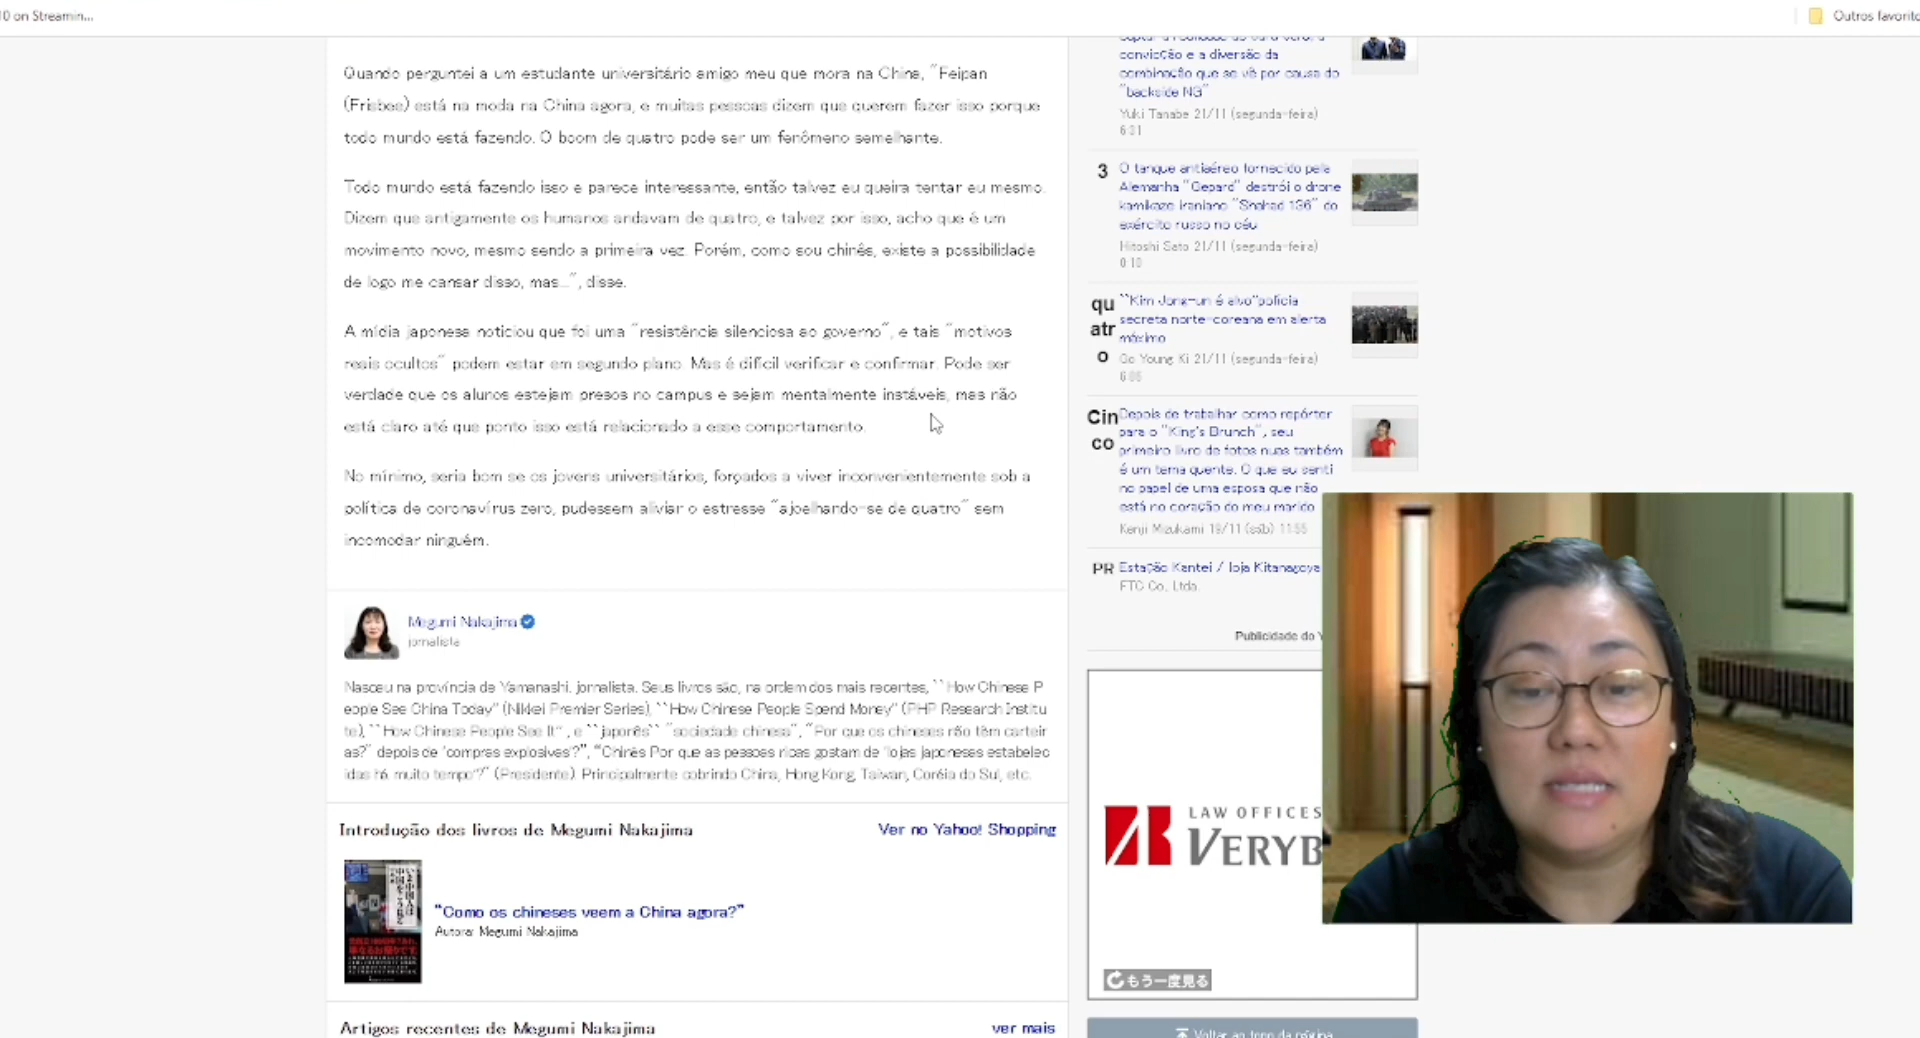 10 on Streamin...
Outros favorito
Quando perguntei a um estudante universitário amigo meu que mora na China, "Feipan
(Frisbee) está na moda na China agora, e muitas pessoas dizem que querem fazer isso porque
todo mundo está fazendo. O boom de quatro pode ser um fenômeno semelhante.
Todo mundo está fazendo isso e parece interessante, então talvez eu queira tentar eu mesmo.
Dizem que antigamente os humanos andavam de quatro, e talvez por isso, acho que é um
movimento novo, mesmo sendo a primeira vez. Porém, como sou chinês, existe a possibilidade
de logo me cansar disso, mas...", disse.
A mídia japonesa noticiou que foi uma "resistência silenciosa ao governo", e tais "motivos
reais ocultos" podem estar em segundo plano. Mas é difícil verificar e confirmar. Pode ser
verdade que os alunos estejam presos no campus e sejam mentalmente instáveis, mas não
está claro até que ponto isso está relacionado a esse comportamento.
No mínimo, seria bom se os jovens universitários, forçados a viver inconvenientemente sob a
política de coronavírus zero, pudessem aliviar o estresse "ajoelhando-se de quatro" sem
incomodar ninguém.
Megumi Nakajima
jornalista
Nasceu na província de Yamanashi. jornalista. Seus livros são, na ordem dos mais recentes, ``How Chinese P
eople See China Today" (Nikkei Premier Series), ``How Chinese People Spend Money" (PHP Research Institu
te), ``How Chinese People See It" , e ``japonês`` "sociedade chinesa", "Por que os chineses não têm carteir
as?" depois de 'compras explosivas'?", "Chinês Por que as pessoas ricas gostam de 'lojas japonesas estabelec
idas há muito tempo'?" (Presidente). Principalmente cobrindo China, Hong Kong, Taiwan, Coréia do Sul, etc.
Introdução dos livros de Megumi Nakajima
Ver no Yahoo! Shopping
"Como os chineses veem a China agora?"
Autora: Megumi Nakajima
Artigos recentes de Megumi Nakajima
ver mais
convicção e a diversão da
combinação que se vê por causa do
"backside NG"
Yuki Tanabe 21/11 (segunda-feira)
6:31
3
O tanque antiaéreo fornecido pela
Alemanha "Gepard" destrói o drone
kamikaze iraniano "Shahed 136" do
exército russo no céu
Hitoshi Sato 21/11 (segunda-feira)
0:10
qu
atr
o
``Kim Jong-un é alvo"polícia
secreta norte-coreana em alerta
máximo
Go Young Ki 21/11 (segunda-feira)
Cin
co
Depois de trabalhar como repórter
para o "King's Brunch", seu
primeiro livro de fotos nuas também
é um tema quente. O que eu senti
no papel de uma esposa que não
está no coração do meu marido
Kenji Mizukami 19/11 (sáb) 11:55
PR
Estação Kantei / loja Kitanagoya
FTC Co., Ltda.
Publicidade do Y
LAW OFFICES
VERYB
もう一度見る
Voltar ao topo da página